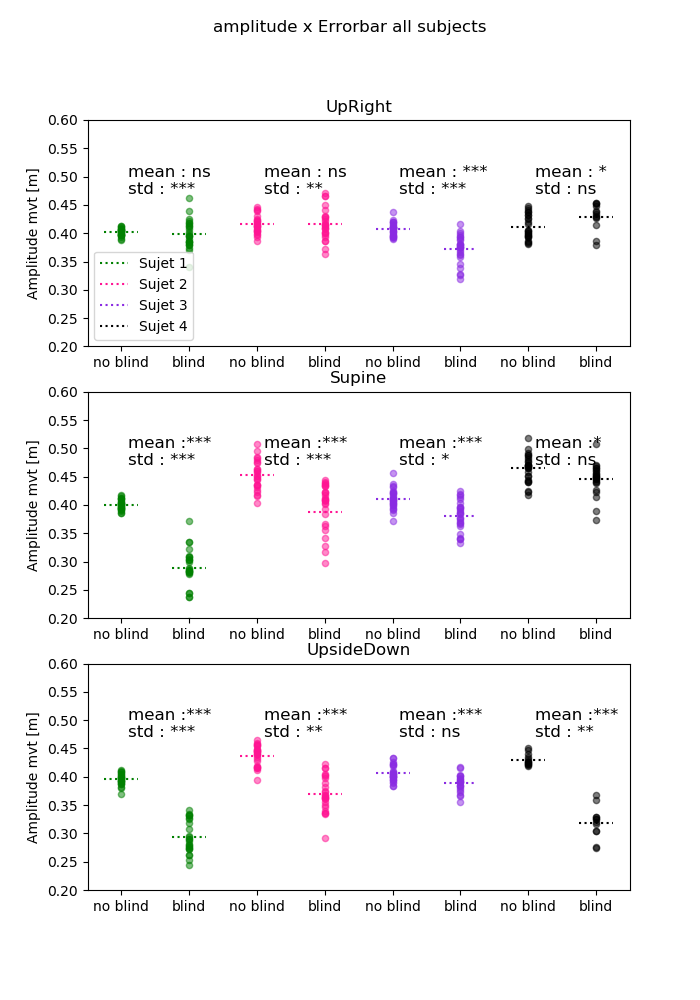 amplitude x Errorbar all subjects
UpRight
0.60
0.55
0.50
0.45
0.40
0.35
0.30
0.25
0.20
Amplitude mvt [m]
mean : ns
std : ***
mean : ns
std : **
mean : ***
std : ***
mean : *
std : ns
Sujet 1
Sujet 2
Sujet 3
Sujet 4
no blind blind no blind blind no blind blind no blind blind
Supine
0.60
0.55
0.50
0.45
0.40
0.35
0.30
0.25
0.20
Amplitude mvt [m]
mean :***
std : ***
mean :***
std : ***
mean :***
std : *
mean :*
std : ns
no blind blind no blind blind no blind blind no blind blind
UpsideDown
0.60
0.55
0.50
0.45
0.40
0.35
0.30
0.25
0.20
Amplitude mvt [m]
mean :***
std : ***
mean :***
std : **
mean :***
std : ns
mean :***
std : **
no blind blind no blind blind no blind blind no blind blind